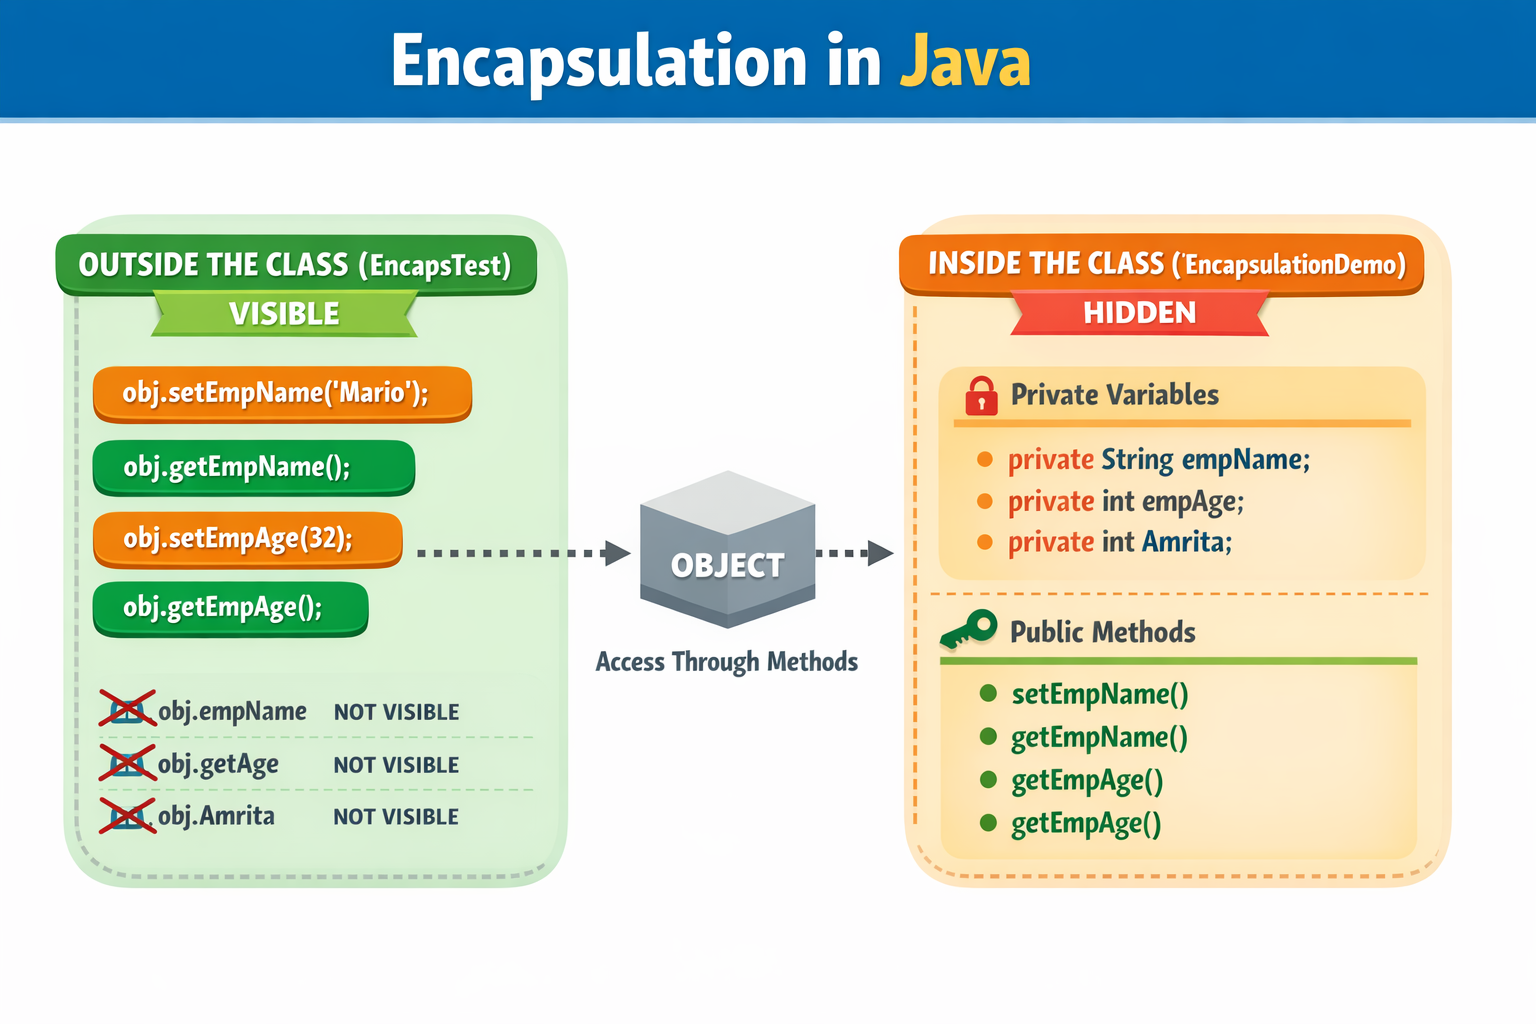 Encapsulation in Java
OUTSIDE THE CLASS (EncapsTest)
VISIBLE
obj.setEmpName('Mario');
obj.getEmpName();
obj.setEmpAge(32);
obj.getEmpAge();
obj.empName NOT VISIBLE
obj.getAge NOT VISIBLE
obj.Amrita NOT VISIBLE
OBJECT
Access Through Methods
INSIDE THE CLASS ('EncapsulationDemo)
HIDDEN
Private Variables
private String empName;
private int empAge;
private int Amrita;
Public Methods
setEmpName()
getEmpName()
getEmpAge()
getEmpAge()